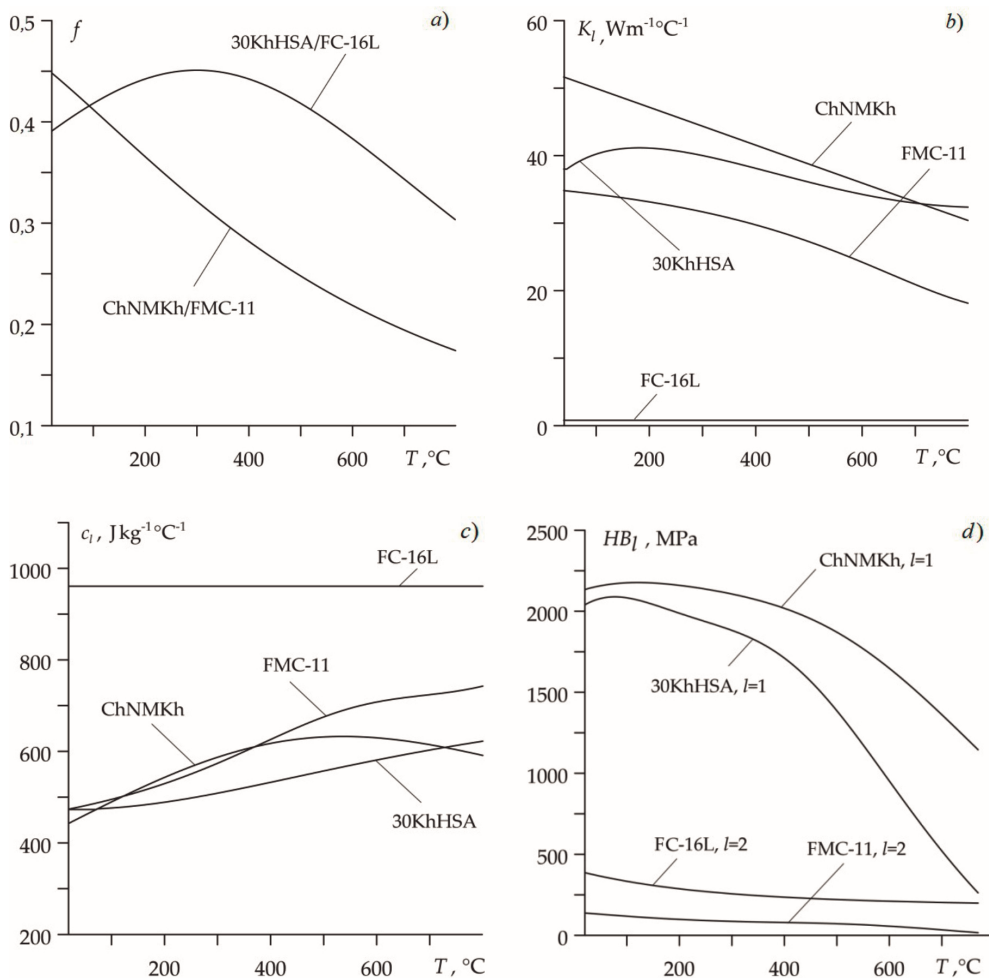 a)
f
0,5
0,4
0,3
0,2
0,1
30KhHSA/FC-16L
ChNMKh/FMC-11
200 400 600 T ,°C
b)
K_l ,Wm⁻¹°C⁻¹
60
40
20
0
ChNMKh
FMC-11
30KhHSA
FC-16L
200 400 600 T ,°C
c)
c_l , Jkg⁻¹°C⁻¹
1000
800
600
400
200
FC-16L
FMC-11
ChNMKh
30KhHSA
200 400 600 T ,°C
d)
HB_l , MPa
2500
2000
1500
1000
500
0
ChNMKh, l=1
30KhHSA, l=1
FC-16L, l=2
FMC-11, l=2
200 400 600 T ,°C